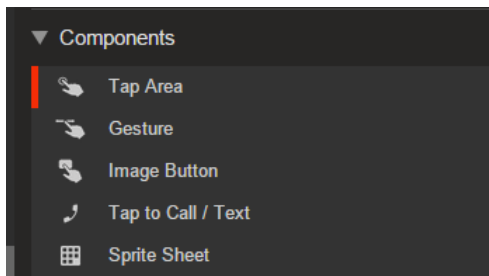 Components
Tap Area
Gesture
Image Button
Tap to Call / Text
Sprite Sheet